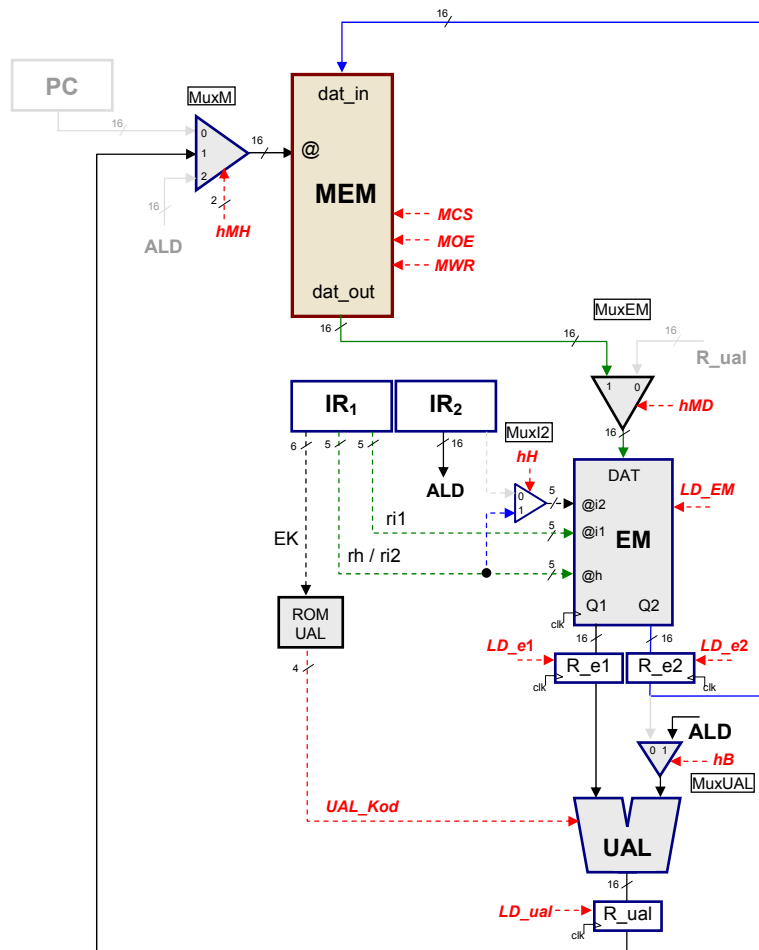 16
PC
MuxM
dat_in
16
0
16
1
@
2
MEM
16
2
hMH
MCS
ALD
MOE
MWR
dat_out
MuxEM
16
16
16
R_ual
1 0
IR1
IR2
hMD
MuxI2
16
6
5
5
16
hH
DAT
LD_EM
ALD
0
5
@i2
1
ri1
5
@i1
EM
EK
rh / ri2
5
@h
ROM
UAL
clk
Q1
Q2
16
16
LD_e1
LD_e2
4
R_e1
R_e2
clk
clk
ALD
0 1
hB
MuxUAL
UAL_Kod
UAL
16
LD_ual
R_ual
clk